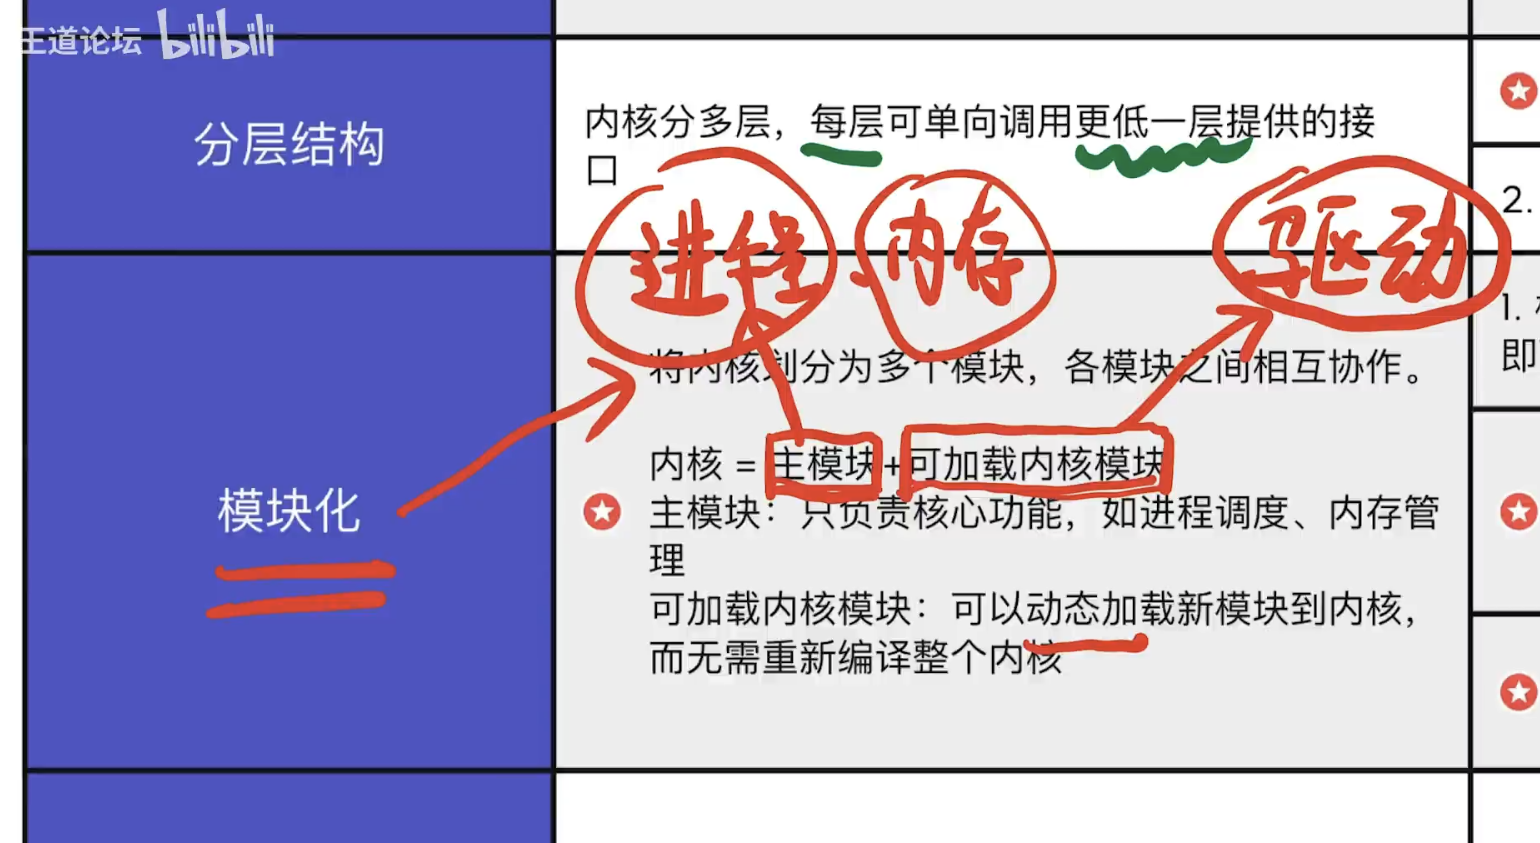 王道论坛 bilibili
分层结构
内核分多层，每层可单向调用更低一层提供的接
口
进程
内存
驱动
2.
模块化
将内核划分为多个模块，各模块之间相互协作。
内核 = 主模块+可加载内核模块
主模块：只负责核心功能，如进程调度、内存管
理
可加载内核模块：可以动态加载新模块到内核，
而无需重新编译整个内核
1.
即